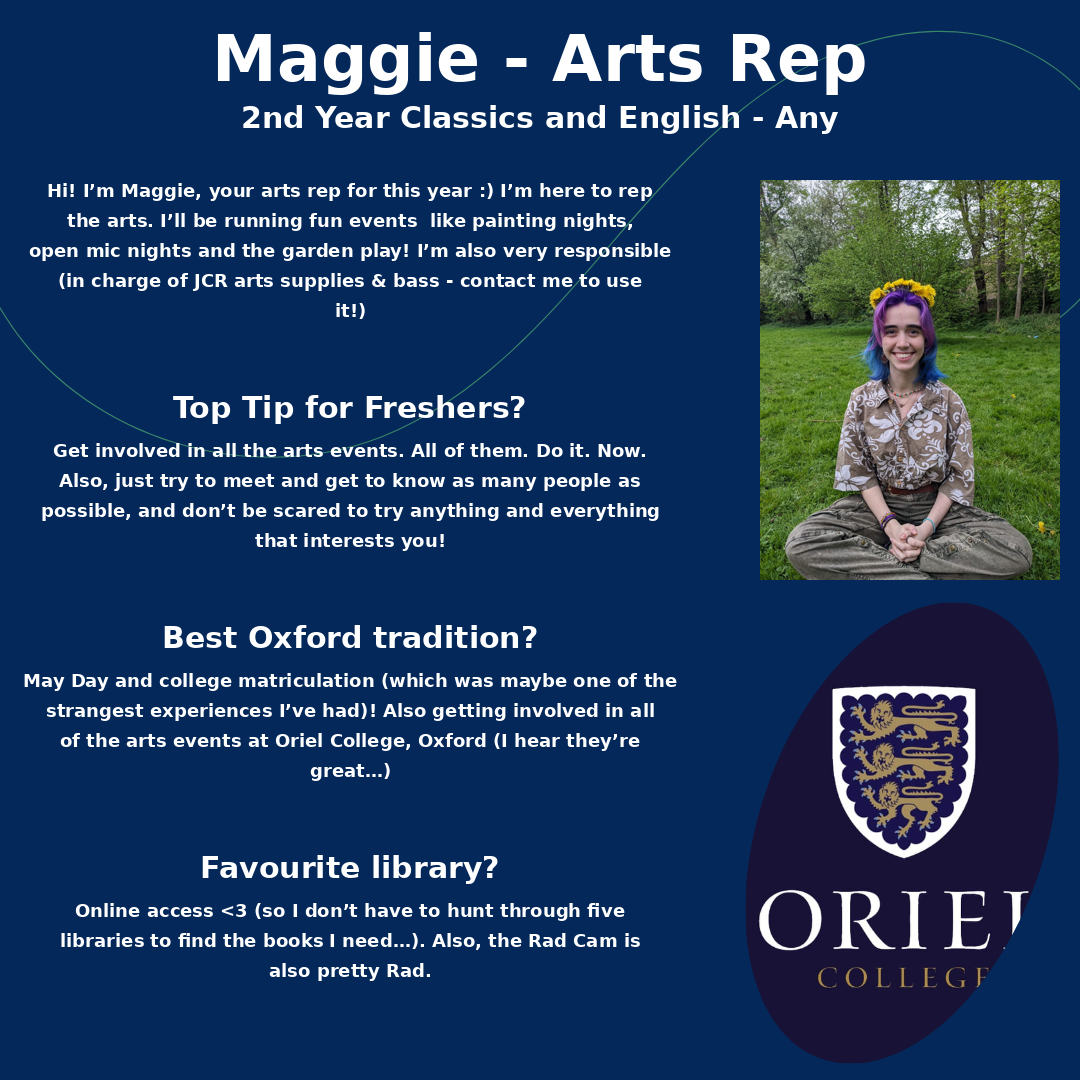 Maggie - Arts Rep
2nd Year Classics and English - Any
Hi! I’m Maggie, your arts rep for this year :) I’m here to rep
the arts. I’ll be running fun events  like painting nights,
open mic nights and the garden play! I’m also very responsible
(in charge of JCR arts supplies & bass - contact me to use
it!)
Top Tip for Freshers?
Get involved in all the arts events. All of them. Do it. Now.
Also, just try to meet and get to know as many people as
possible, and don’t be scared to try anything and everything
that interests you!
Best Oxford tradition?
May Day and college matriculation (which was maybe one of the
strangest experiences I’ve had)! Also getting involved in all
of the arts events at Oriel College, Oxford (I hear they’re
great...)
Favourite library?
Online access <3 (so I don’t have to hunt through five
libraries to find the books I need...). Also, the Rad Cam is
also pretty Rad.
ORIEL
COLLEGE